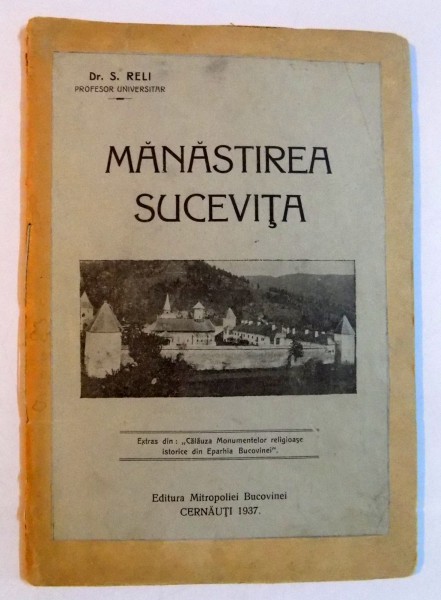 Dr. S. RELI
PROFESOR UNIVERSITAR
MĂNĂSTIREA
SUCEVIŢA
Extras din: „Călăuza Monumentelor religioase
istorice din Eparhia Bucovinei".
Editura Mitropoliei Bucovinei
CERNĂUŢI 1937.